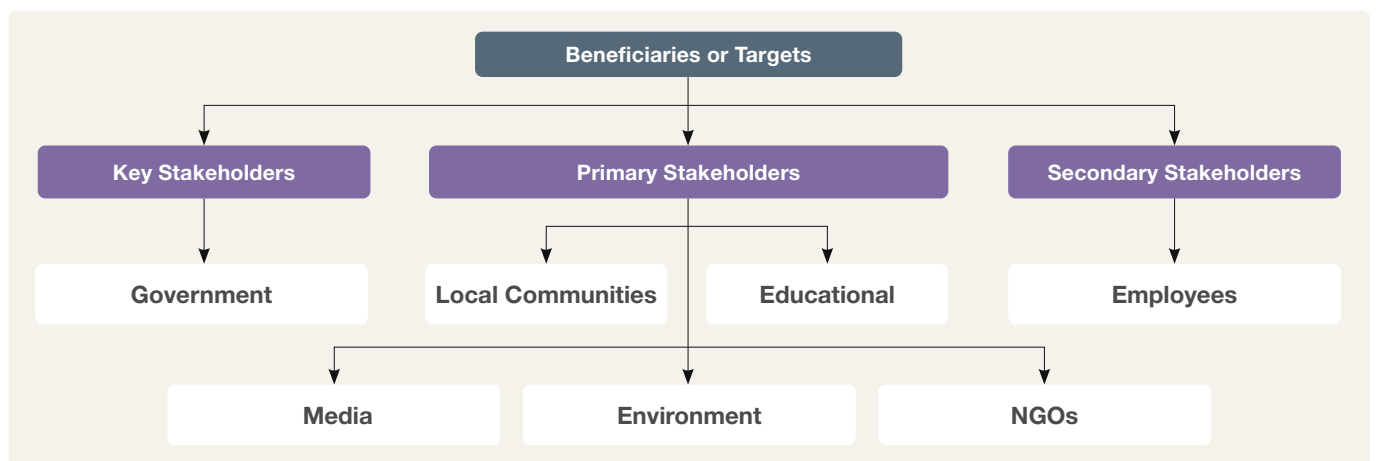 Beneficiaries or Targets
Key Stakeholders
Primary Stakeholders
Secondary Stakeholders
Government
Local Communities
Educational
Employees
Media
Environment
NGOs